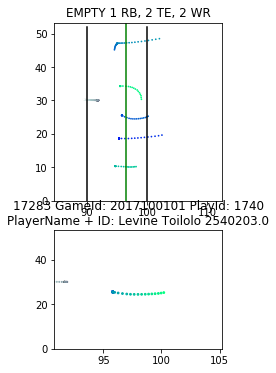 EMPTY 1 RB, 2 TE, 2 WR
50
40
30
20
10
0
90 100 110
17283 GameId: 2017100101 PlayId: 1740
PlayerName + ID: Levine Toilolo 2540203.0
40
20
0
95 100 105